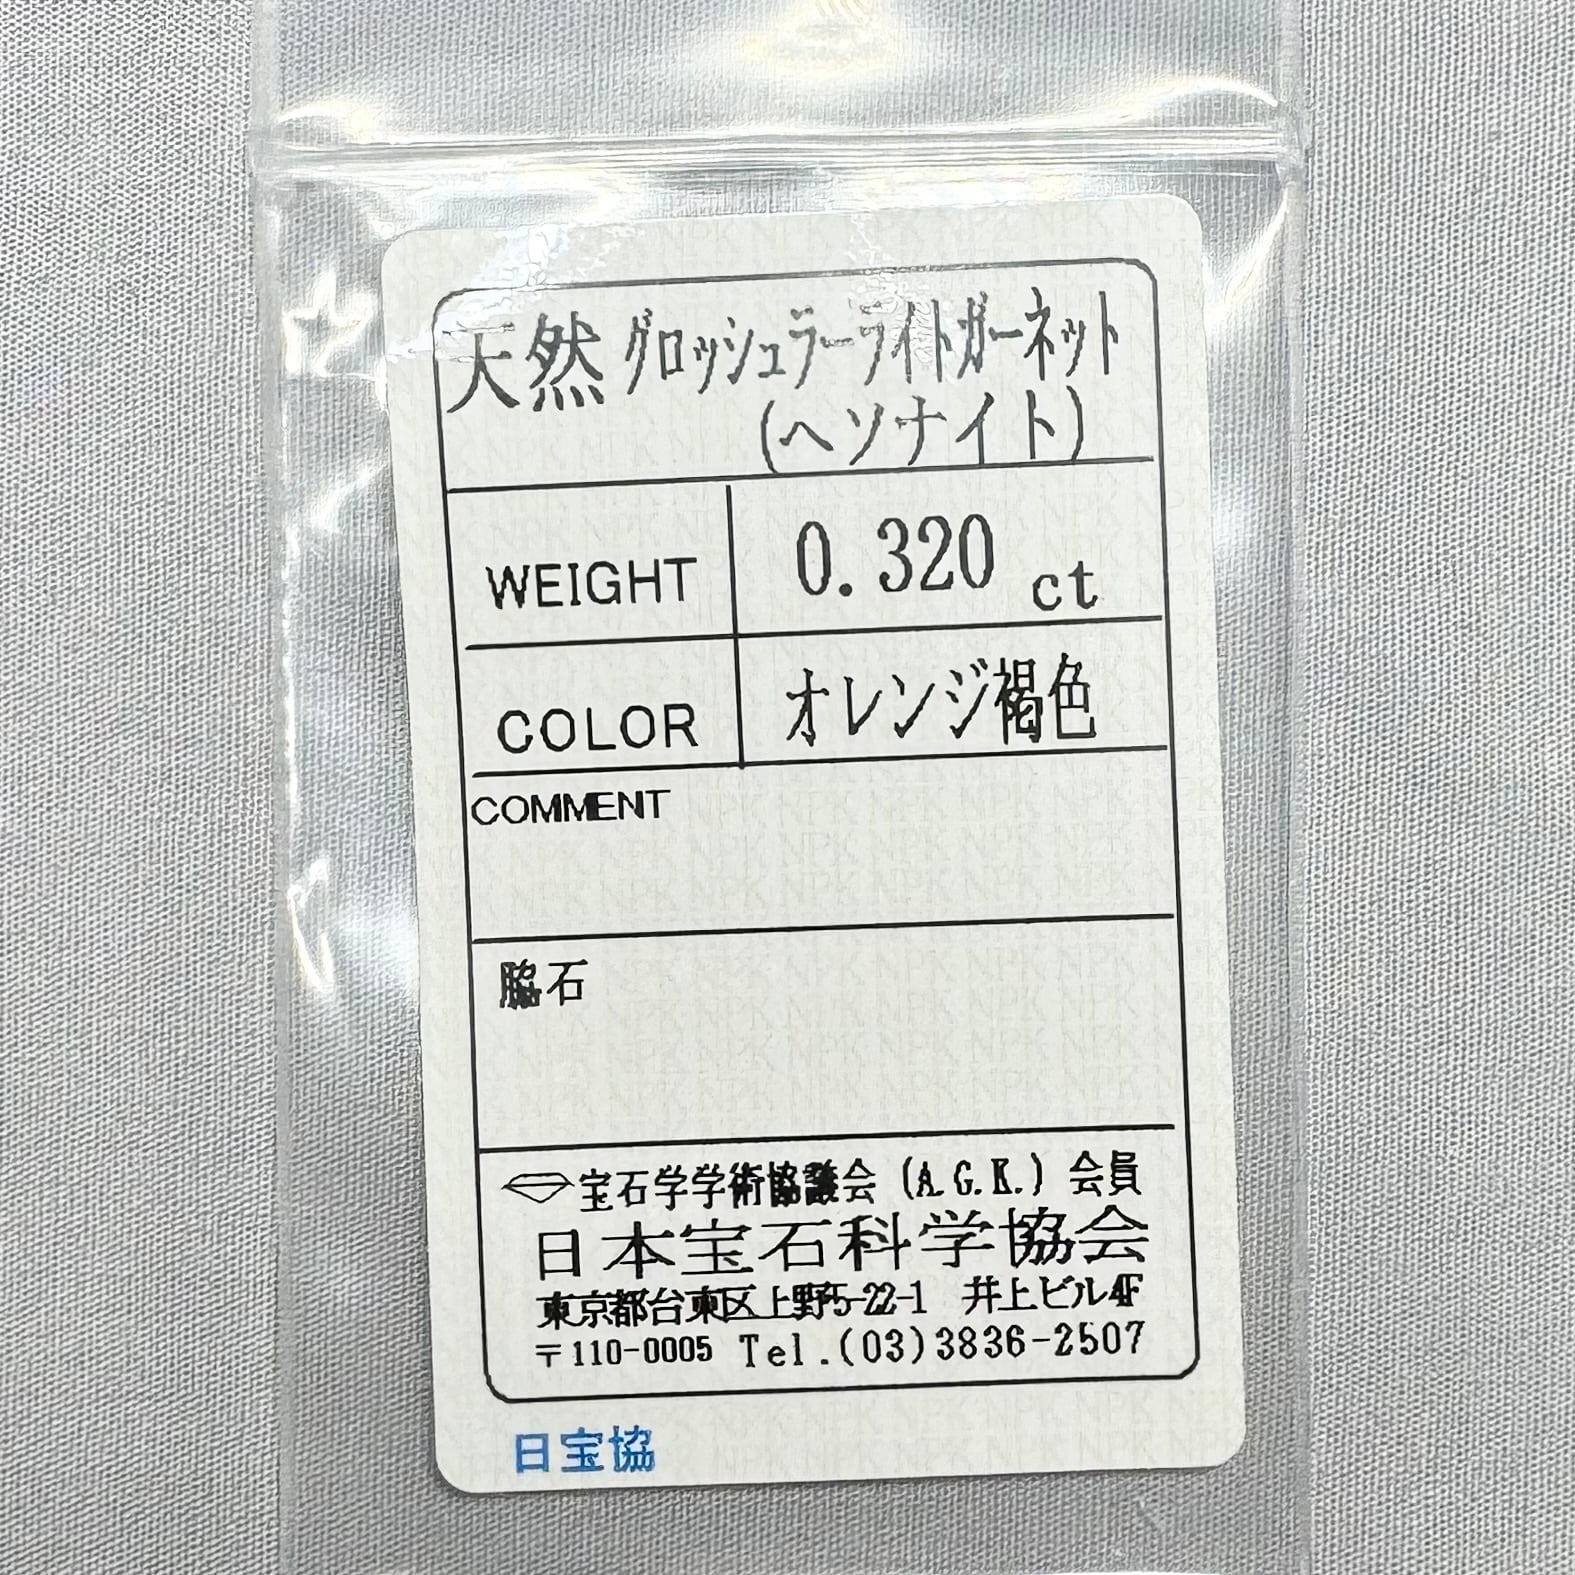 天然グロッシュラーライトガーネット
(ヘソナイト)
WEIGHT 0.320 ct
COLOR オレンジ褐色
COMMENT
脇石
宝石学学術協議会 (A.G.K.) 会員
日本宝石科学協会
東京都台東区上野5-22-1 井上ビル4F
〒110-0005 Tel.(03)3836-2507
日宝協